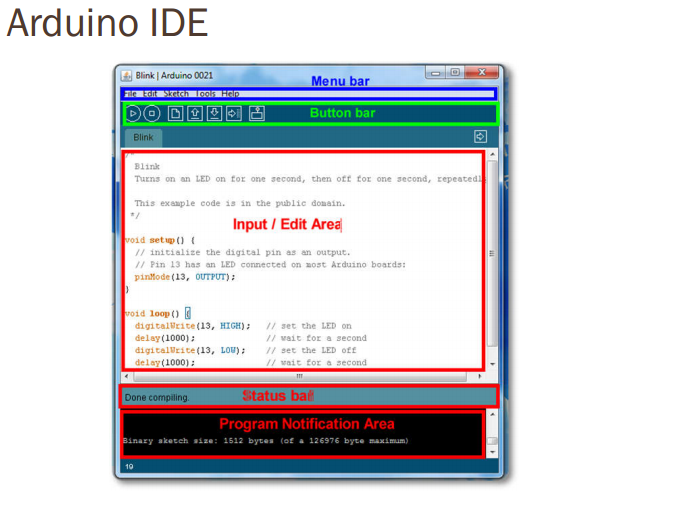 Arduino IDE
Blink | Arduino 0021
Menu bar
File Edit Sketch Tools Help
Button bar
Blink
/*
Blink
Turns on an LED on for one second, then off for one second, repeatedl
This example code is in the public domain.
*/
Input / Edit Area
void setup() {
// initialize the digital pin as an output.
// Pin 13 has an LED connected on most Arduino boards:
pinMode(13, OUTPUT);
}
void loop() {
digitalWrite(13, HIGH); // set the LED on
delay(1000); // wait for a second
digitalWrite(13, LOW); // set the LED off
delay(1000); // wait for a second
Done compiling.
Status bar
Program Notification Area
Binary sketch size: 1512 bytes (of a 126976 byte maximum)
19